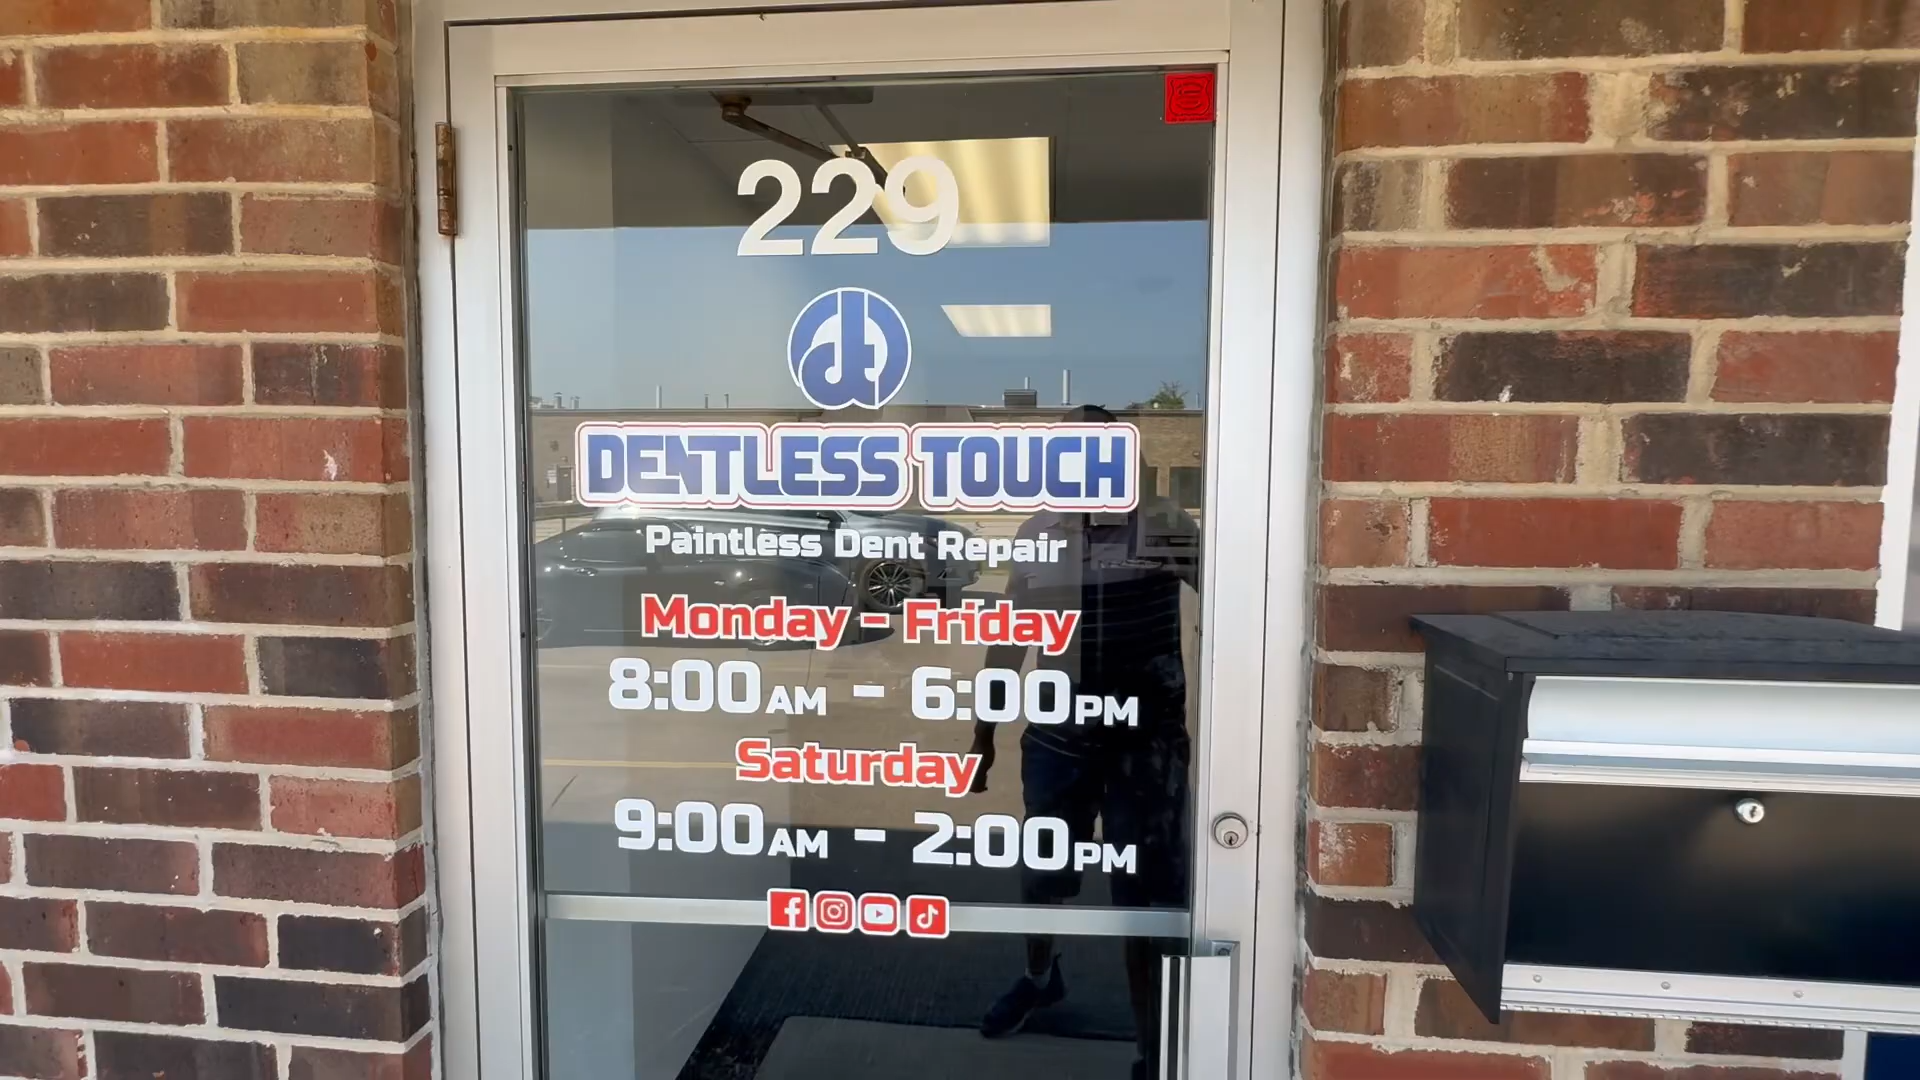 229
DENTLESS TOUCH
Paintless Dent Repair
Monday - Friday
8:00AM - 6:00PM
Saturday
9:00AM - 2:00PM